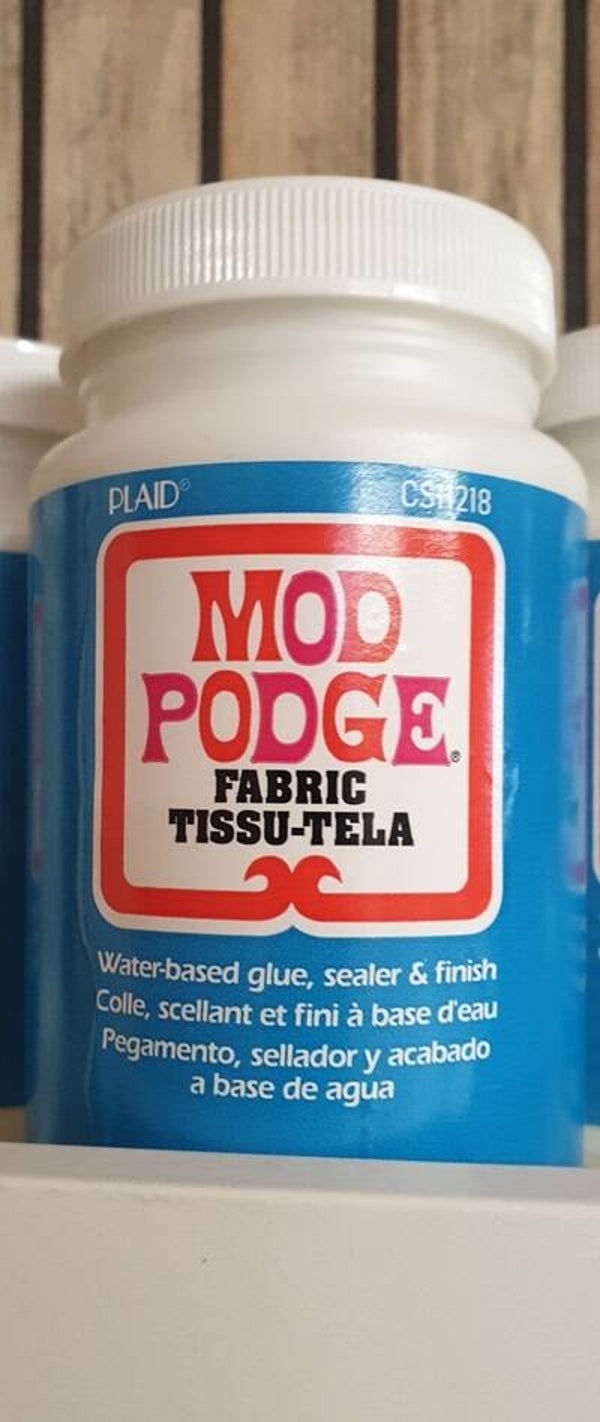 PLAID®
CS11218
MOD
PODGE®
FABRIC
TISSU-TELA
Water-based glue, sealer & finish
Colle, scellant et fini à base d'eau
Pegamento, sellador y acabado
a base de agua